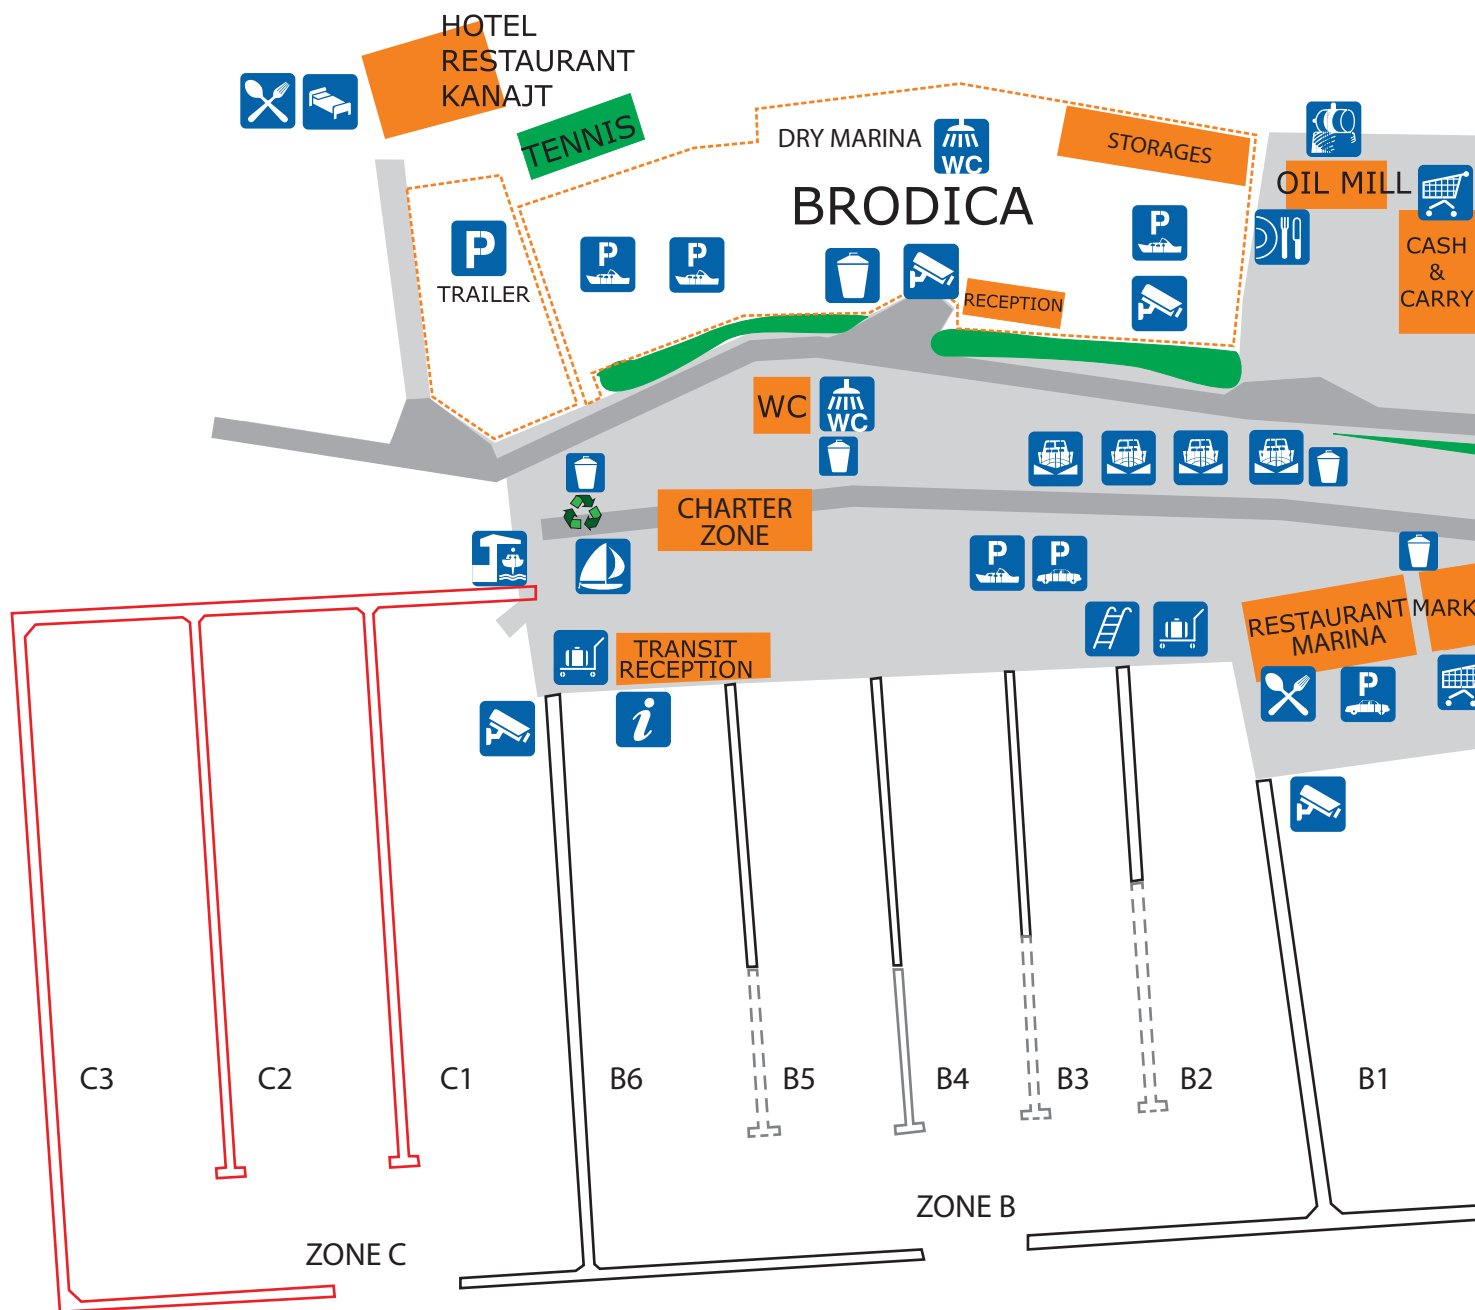 HOTEL
RESTAURANT
KANAJT
TENNIS
DRY MARINA
WC
STORAGES
BRODICA
OIL MILL
P
TRAILER
P
P
P
CASH
&
CARRY
RECEPTION
WC
WC
CHARTER
ZONE
P
P
RESTAURANT
MARINA
MARK
TRANSIT
RECEPTION
i
P
C3
C2
C1
B6
B5
B4
B3
B2
B1
ZONE B
ZONE C